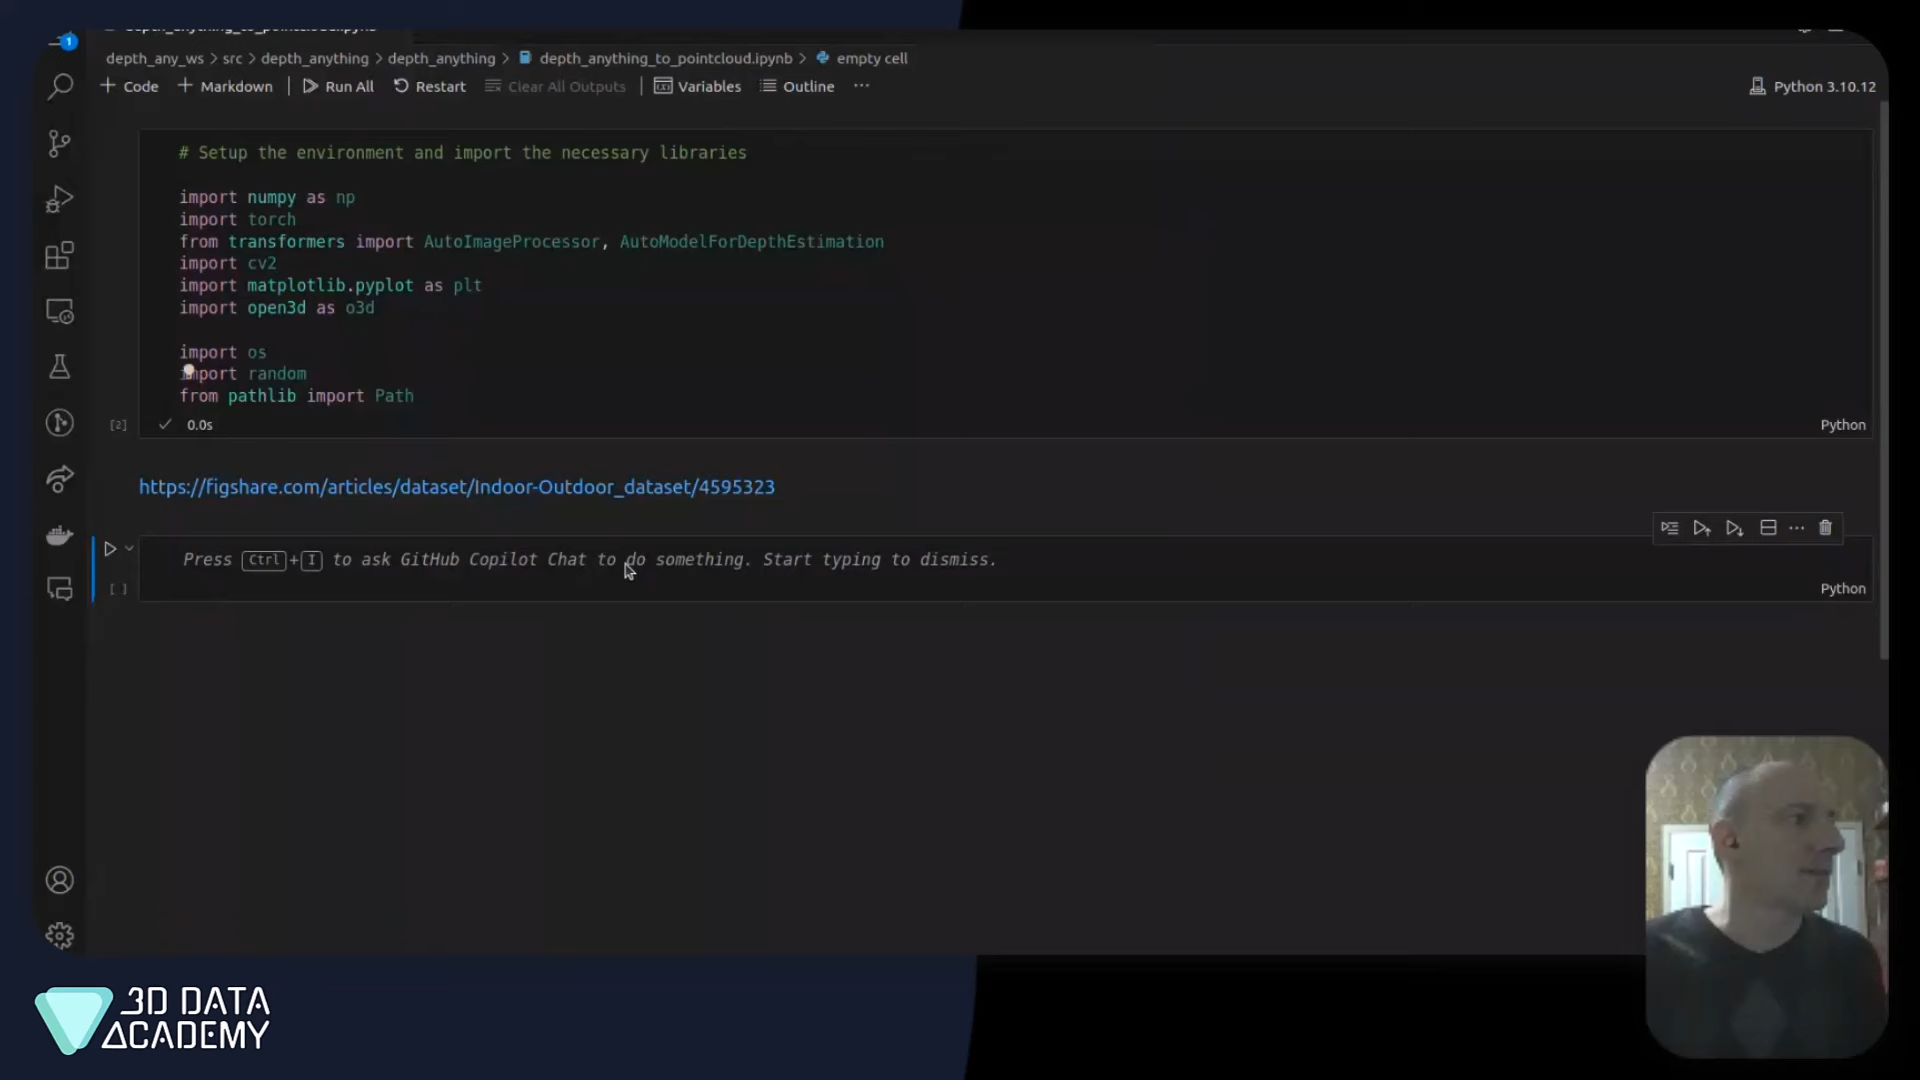 1
depth_anything_to_pointcloud.ipynb
depth_any_ws > src > depth_anything > depth_anything > depth_anything_to_pointcloud.ipynb > empty cell
+ Code + Markdown | Run All Restart Clear All Outputs | Variables Outline ...
Python 3.10.12
# Setup the environment and import the necessary libraries
import numpy as np
import torch
from transformers import AutoImageProcessor, AutoModelForDepthEstimation
import cv2
import matplotlib.pyplot as plt
import open3d as o3d
import os
import random
from pathlib import Path
[2] ✓ 0.0s Python
https://figshare.com/articles/dataset/Indoor-Outdoor_dataset/4595323
Press Ctrl+I to ask GitHub Copilot Chat to do something. Start typing to dismiss.
[ ] Python
3D DATA
ACADEMY